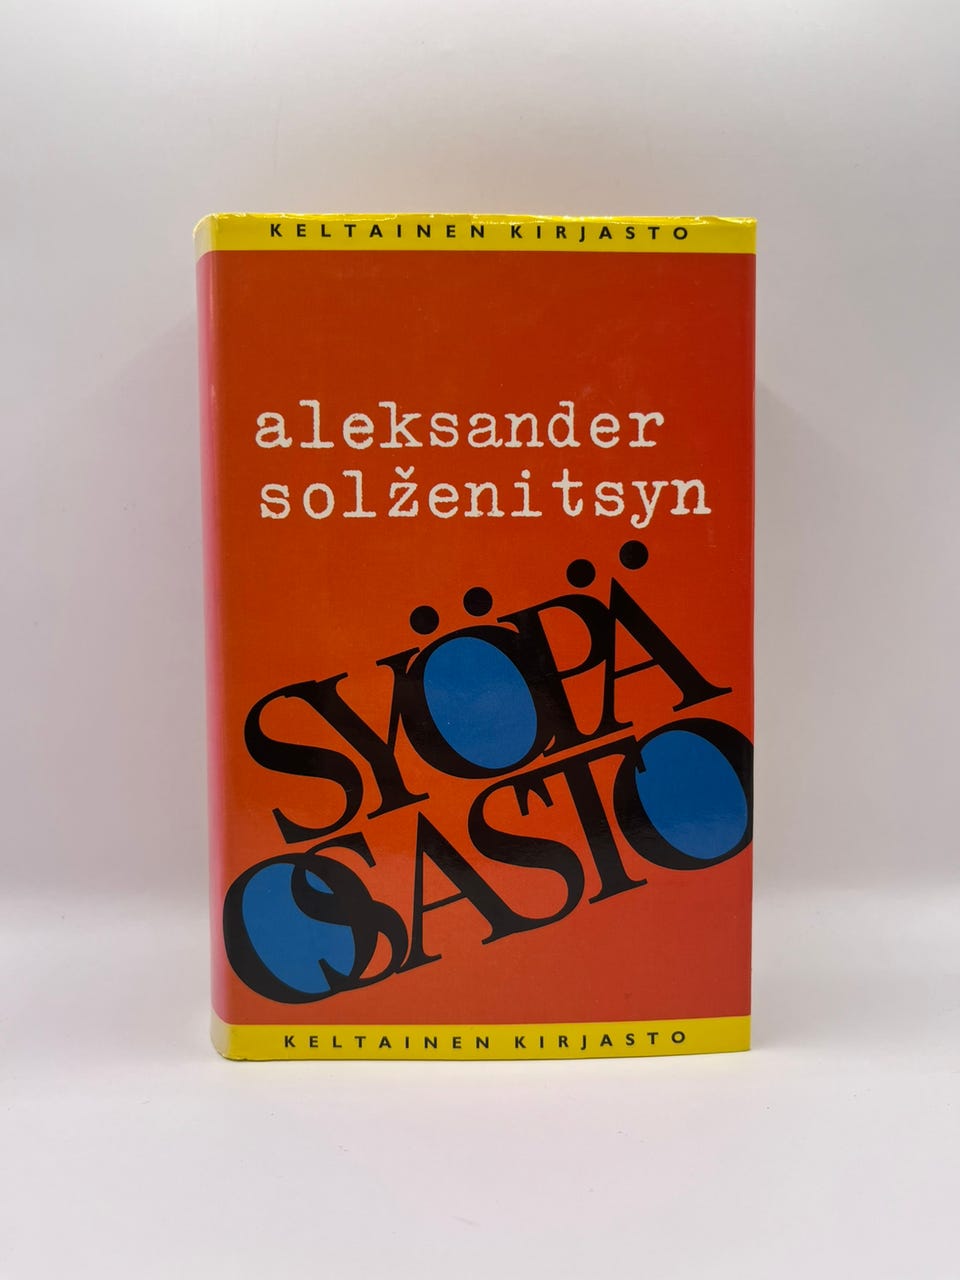 KELTAINEN KIRJASTO
aleksander
solženitsyn
SYÖPÄ
OSASTO
KELTAINEN KIRJASTO